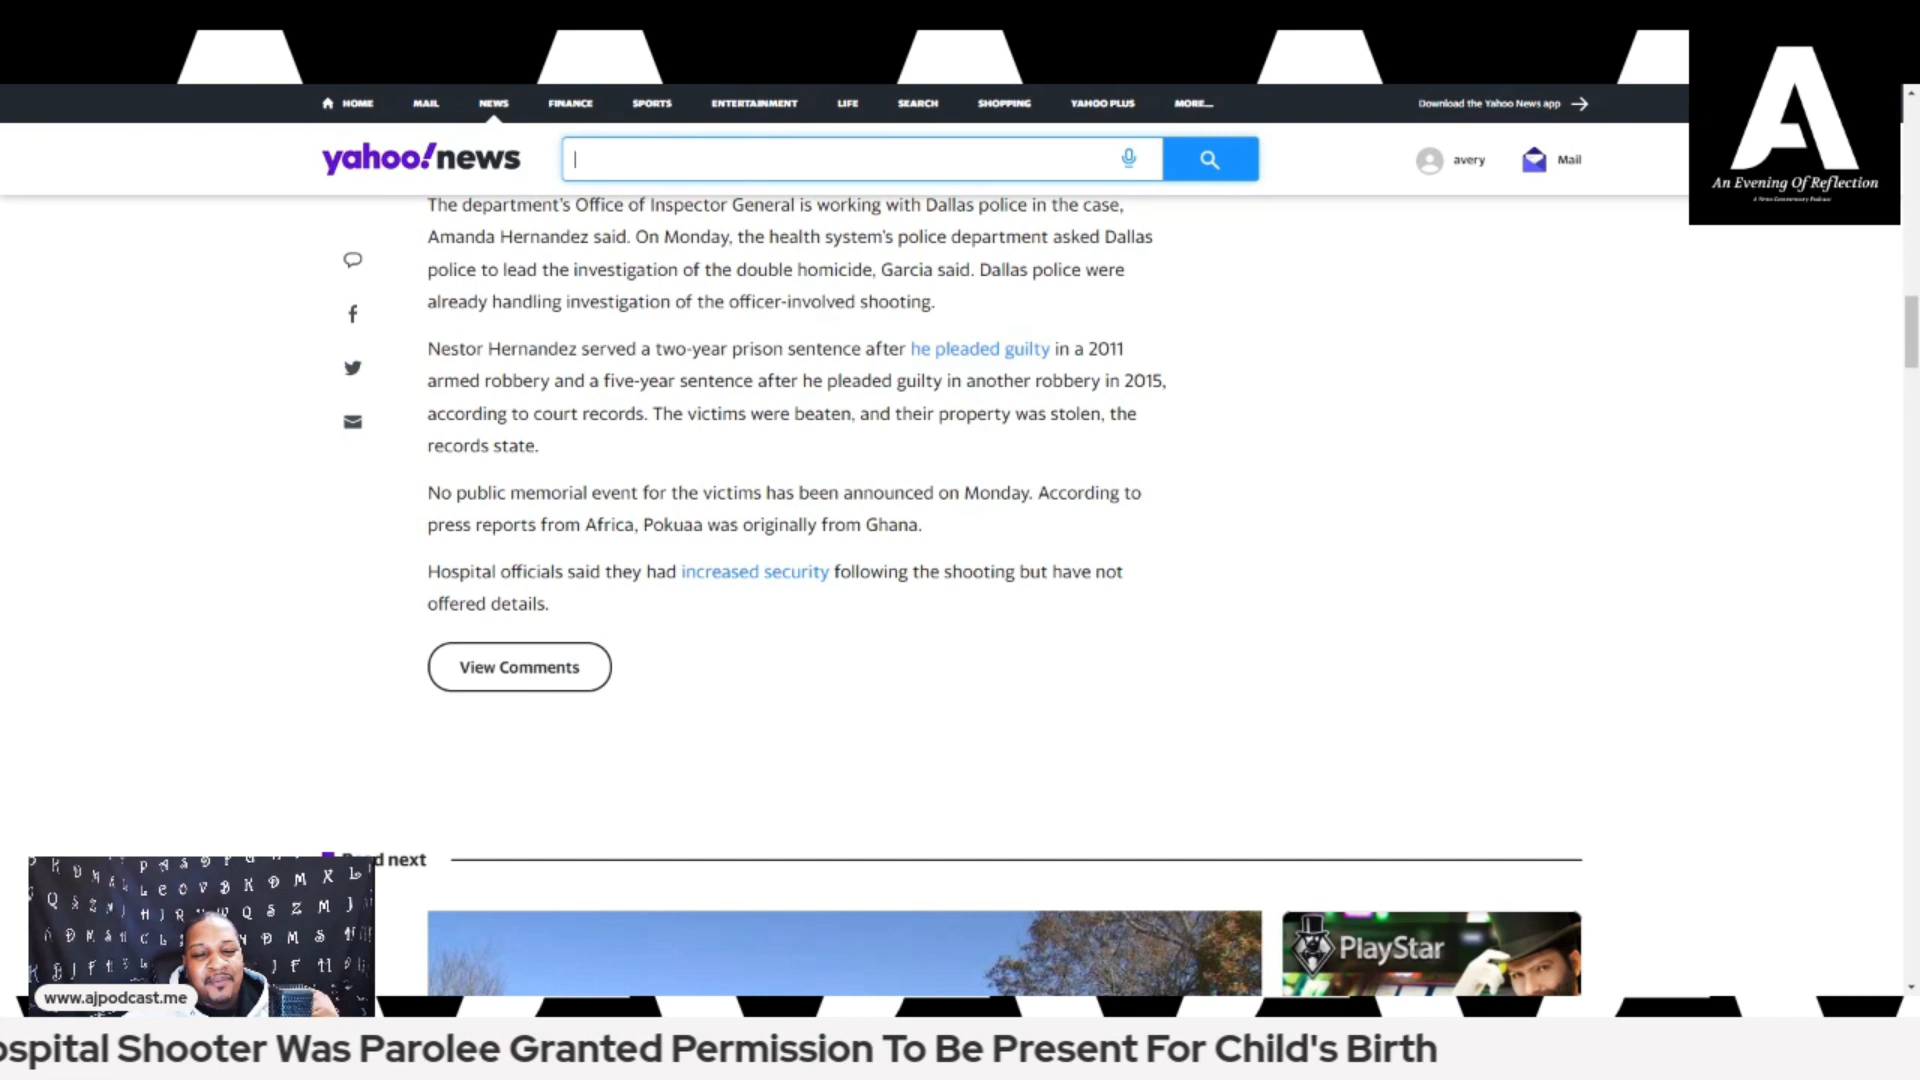 HOME MAIL NEWS FINANCE SPORTS ENTERTAINMENT LIFE SEARCH SHOPPING YAHOO PLUS MORE... Download the Yahoo News app
yahoo!news
avery
Mail
A
An Evening Of Reflection
A News Commentary Podcast
The department's Office of Inspector General is working with Dallas police in the case,
Amanda Hernandez said. On Monday, the health system's police department asked Dallas
police to lead the investigation of the double homicide, Garcia said. Dallas police were
already handling investigation of the officer-involved shooting.
Nestor Hernandez served a two-year prison sentence after he pleaded guilty in a 2011
armed robbery and a five-year sentence after he pleaded guilty in another robbery in 2015,
according to court records. The victims were beaten, and their property was stolen, the
records state.
No public memorial event for the victims has been announced on Monday. According to
press reports from Africa, Pokuaa was originally from Ghana.
Hospital officials said they had increased security following the shooting but have not
offered details.
View Comments
d next
PlayStar
www.ajpodcast.me
ospital Shooter Was Parolee Granted Permission To Be Present For Child's Birth